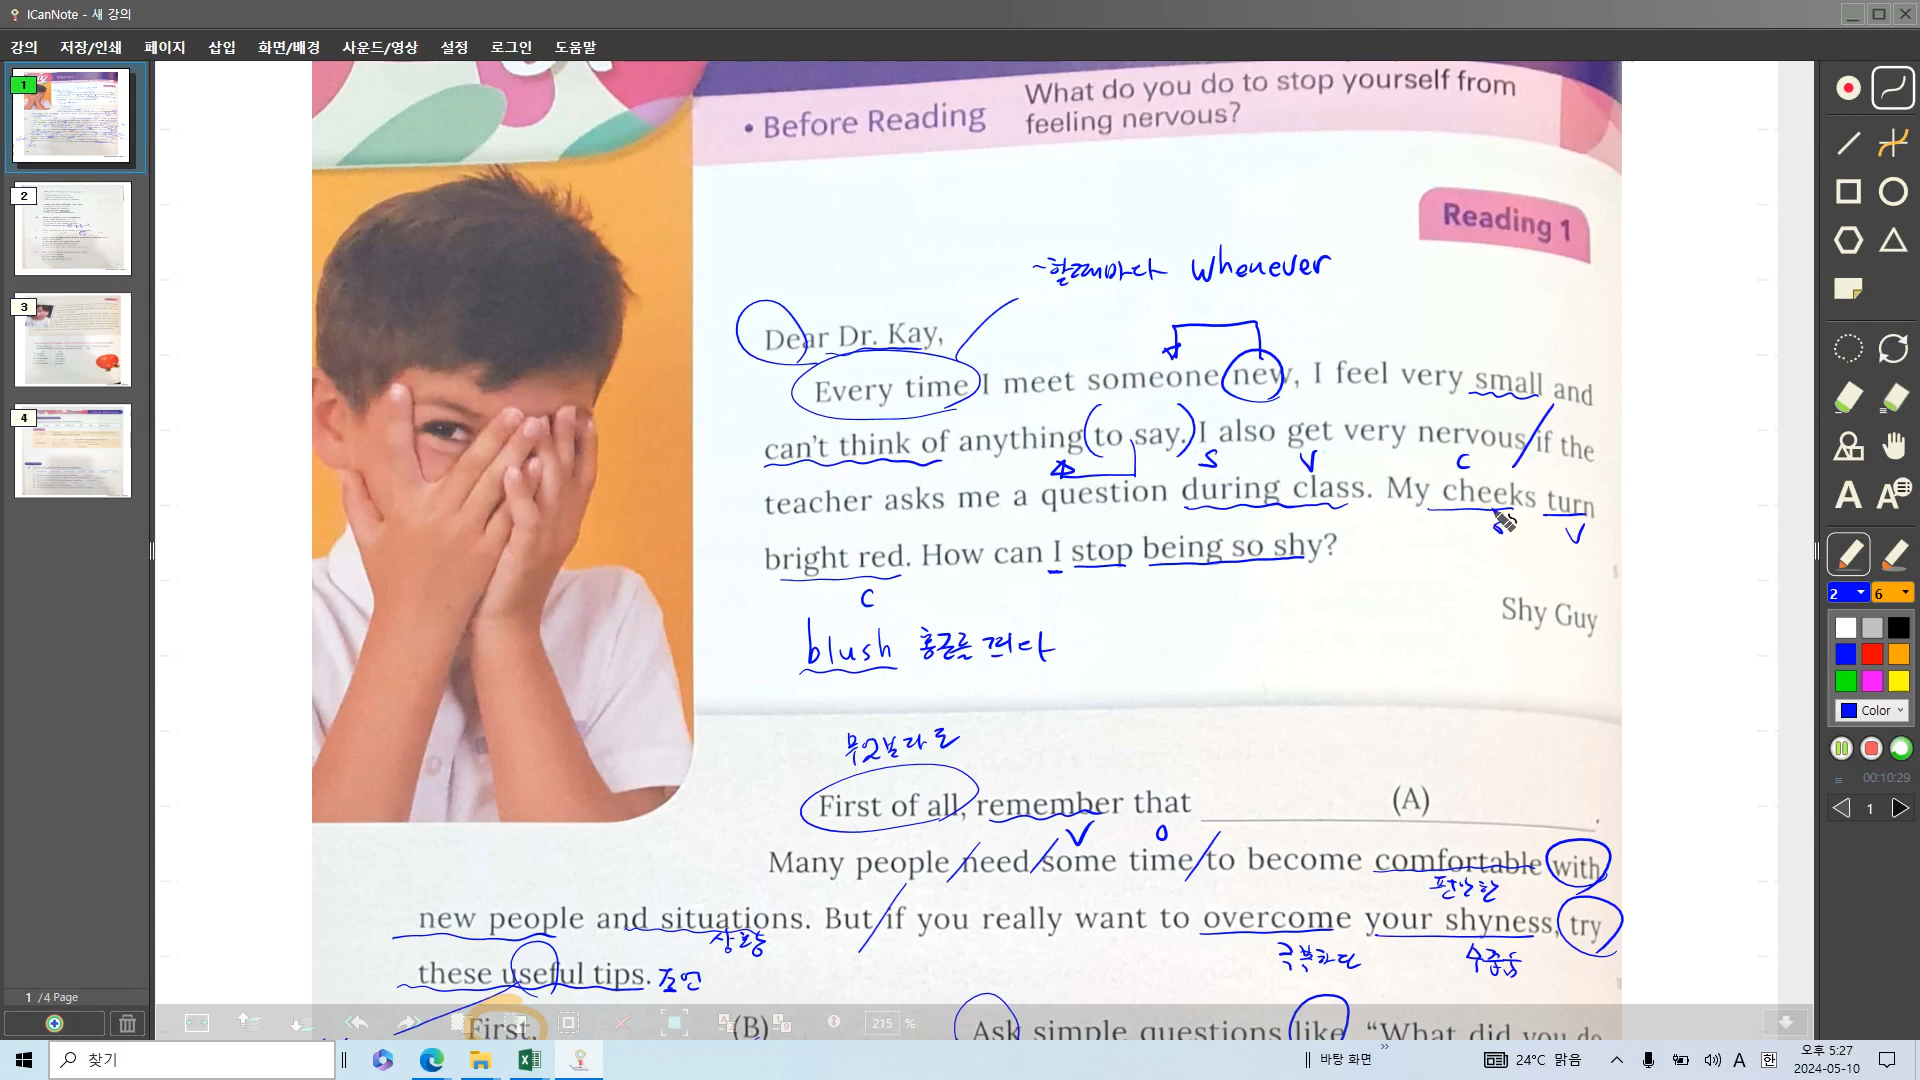 ICanNote - 새 강의
강의 저장/인쇄 페이지 삽입 화면/배경 사운드/영상 설정 로그인 도움말
1
2
3
4
• Before Reading
What do you do to stop yourself from
feeling nervous?
Reading 1
~할때마다 Whenever
Dear Dr. Kay,
Every time I meet someone new, I feel very small and
can't think of anything (to say.) I also get very nervous / if the
S V C
teacher asks me a question during class. My cheeks turn
S V
bright red. How can I stop being so shy?
C
Shy Guy
blush 홍조를 띄다
무엇보다도
First of all, remember that (A) .
V O
Many people / need / some time / to become comfortable with
편안한
new people and situations. But / if you really want to overcome your shyness, try
상황 극복하다 수줍음
these useful tips. 조언
First, (B) Ask simple questions like "What did you do
Color
00:10:29
1
2 6
1 /4 Page
215 %
찾기
바탕 화면
24°C 맑음
A 한
오후 5:27
2024-05-10